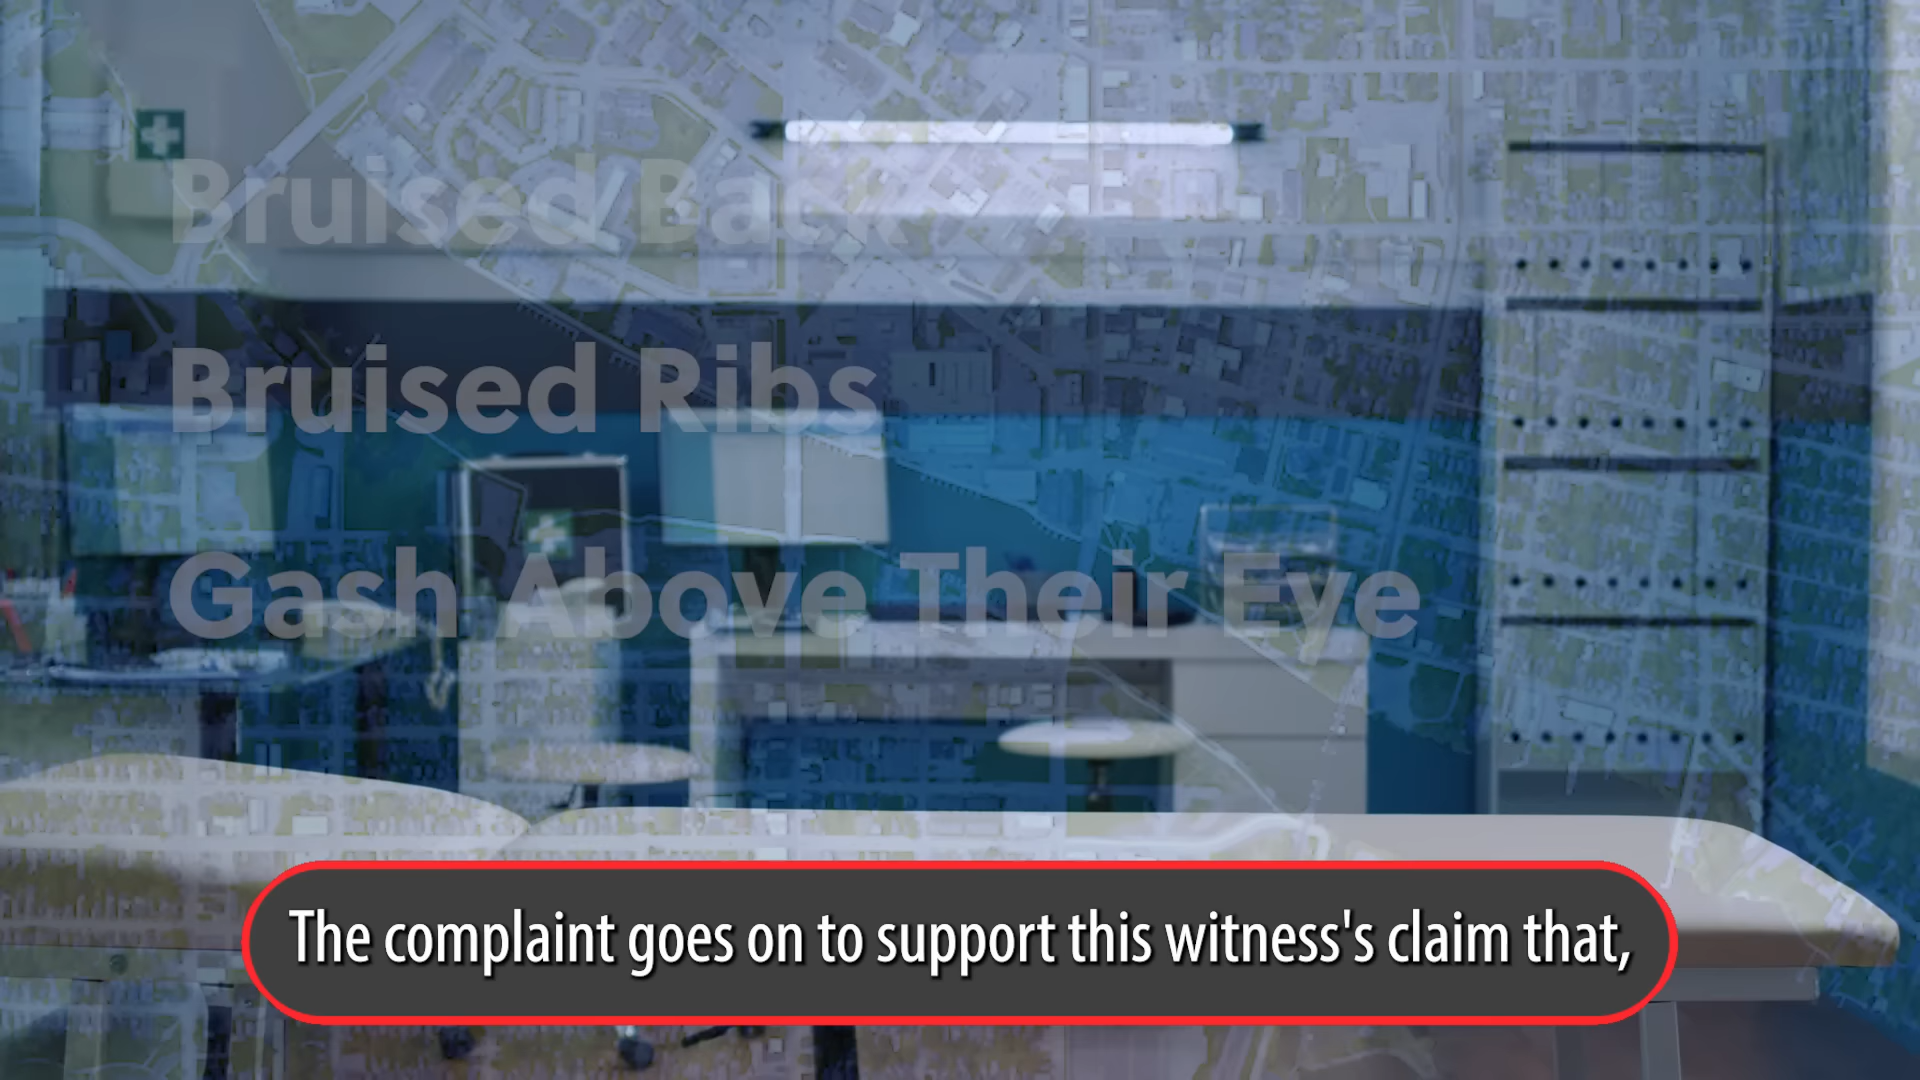 Bruised Back
Bruised Ribs
Gash Above Their Eye
The complaint goes on to support this witness's claim that,